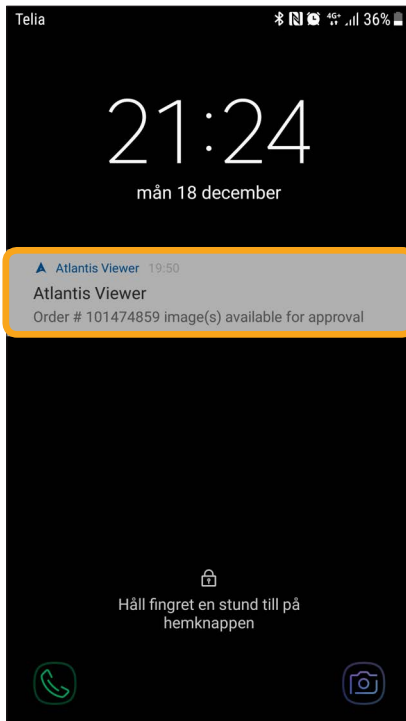 Telia 4G+ 36%
21:24
mån 18 december
Atlantis Viewer 19:50
Atlantis Viewer
Order # 101474859 image(s) available for approval
Håll fingret en stund till på
hemknappen